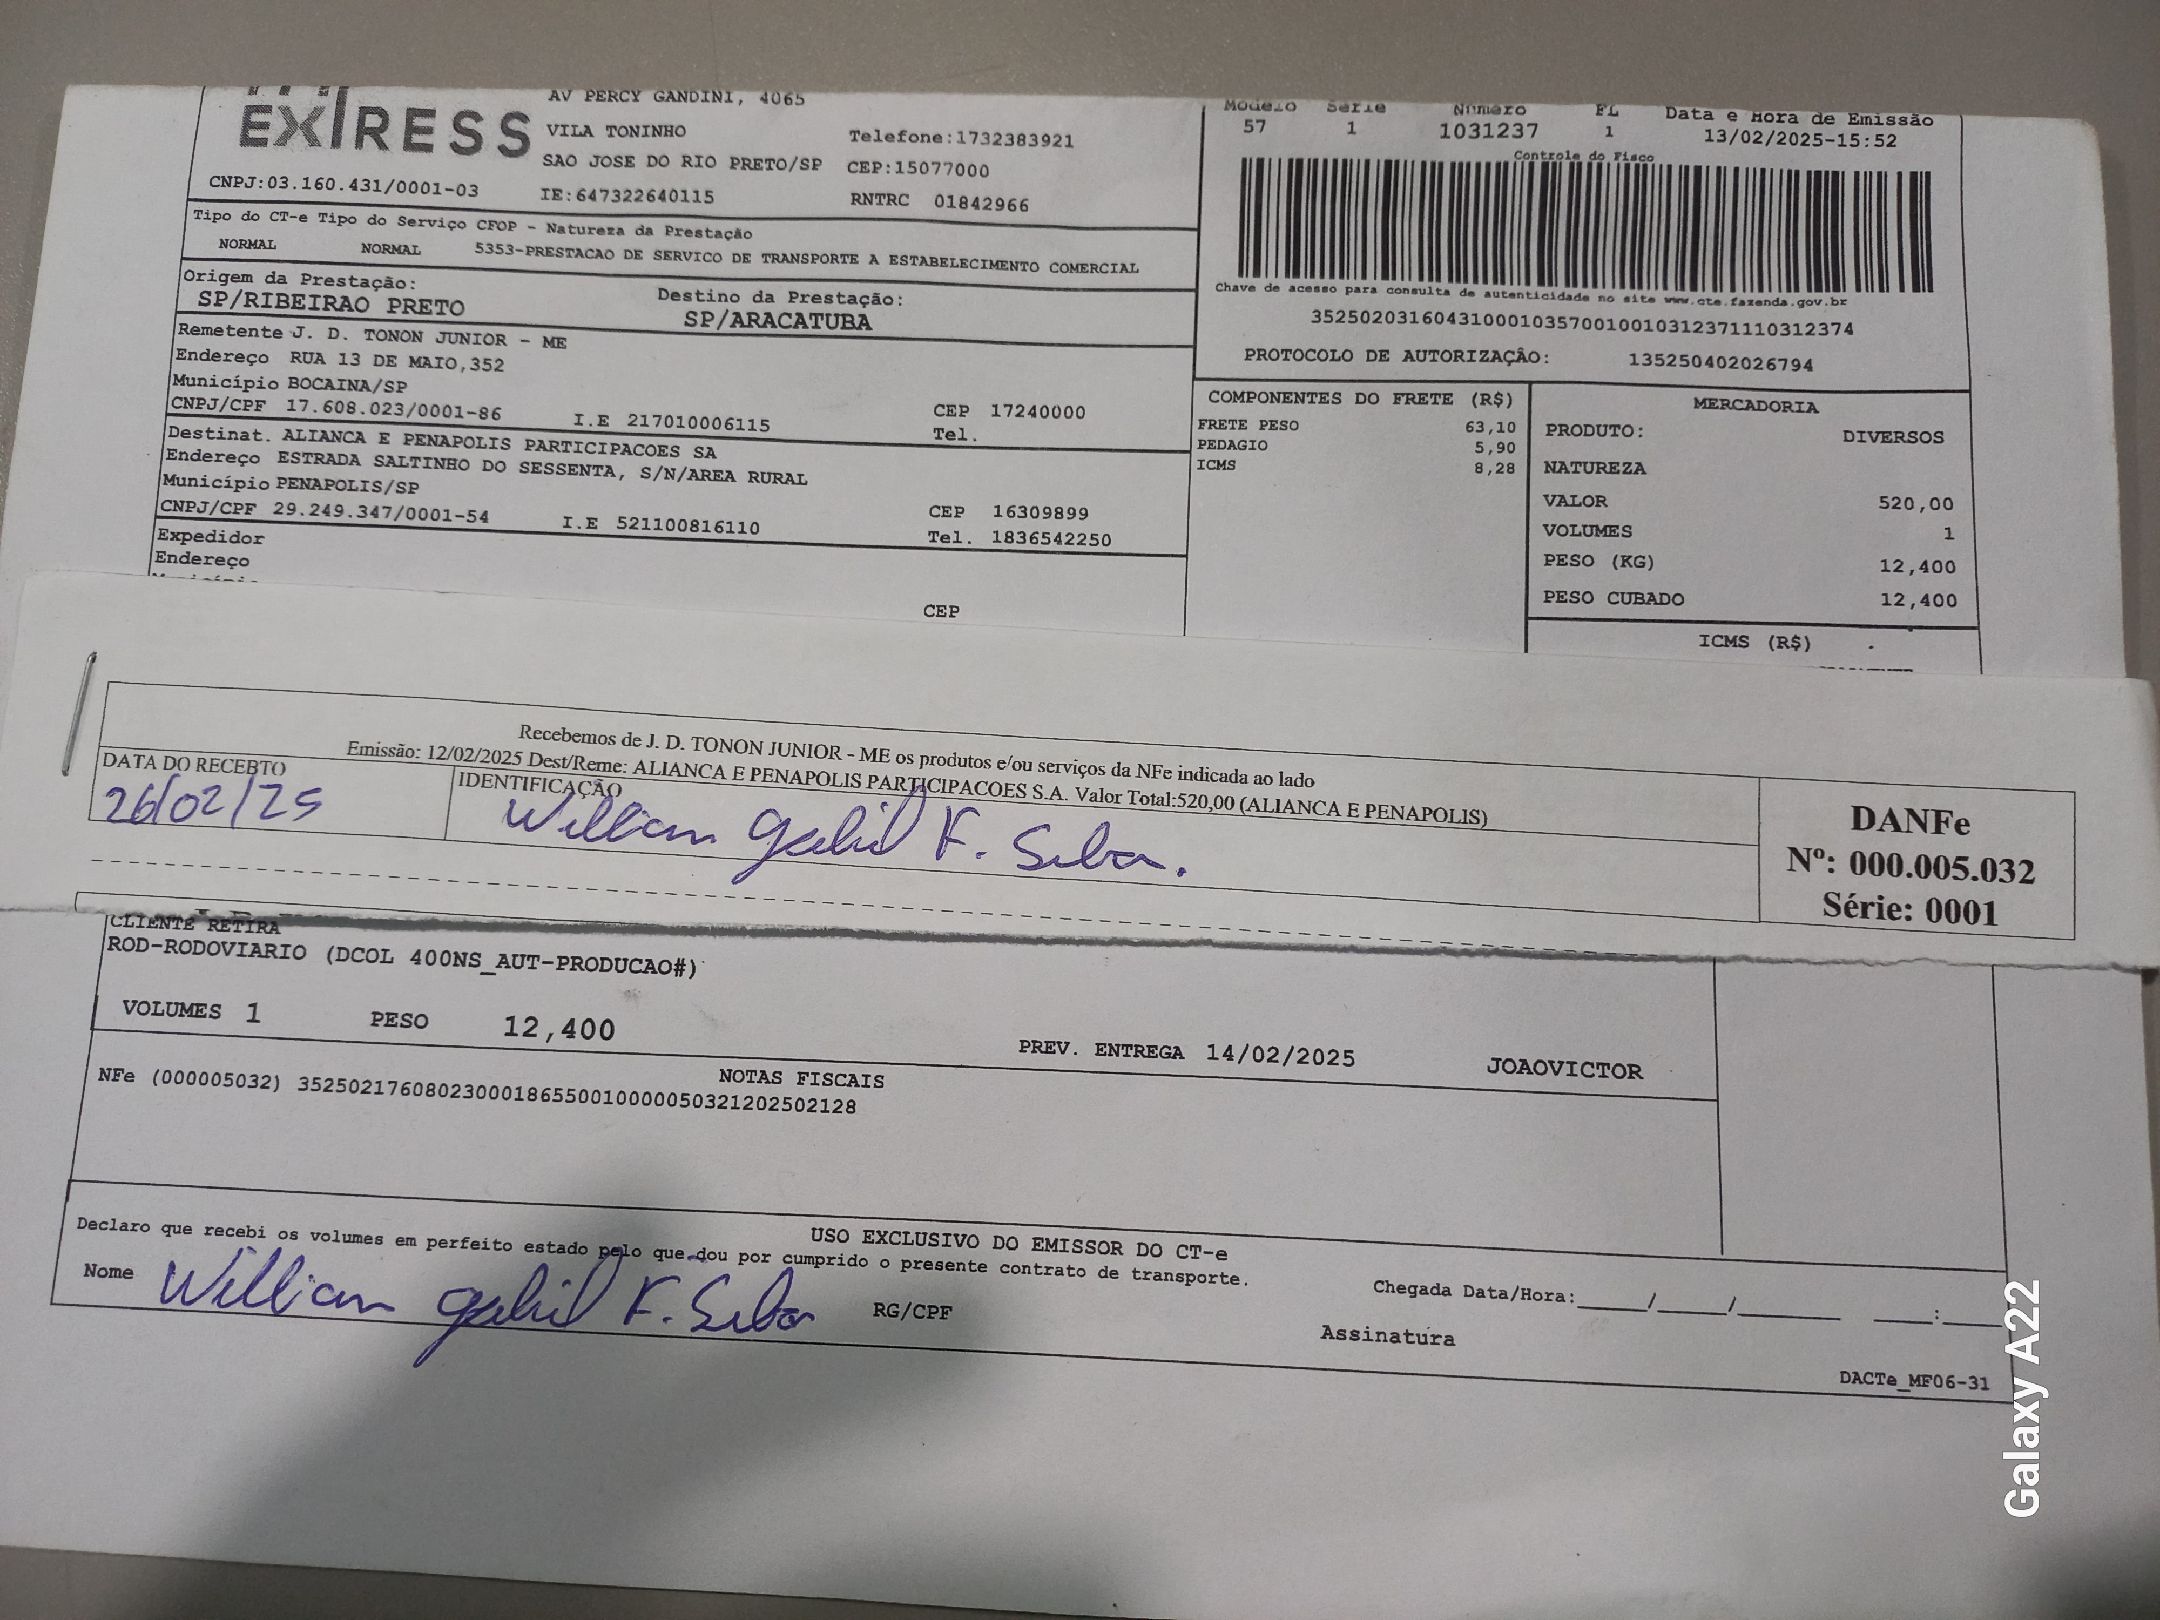 EXPRESS
AV PERCY GANDINI, 4065
VILA TONINHO
Telefone:1732383921
SAO JOSE DO RIO PRETO/SP CEP:15077000
CNPJ:03.160.431/0001-03 IE:647322640115 RNTRC 01842966
Modelo Série Número FL Data e Hora de Emissão
57 1 1031237 1 13/02/2025-15:52
Controle do Fisco
Chave de acesso para consulta de autenticidade no site www.cte.fazenda.gov.br
35250203160431000103570010010312371110312374
PROTOCOLO DE AUTORIZAÇÃO: 135250402026794
Tipo do CT-e Tipo do Serviço CFOP - Natureza da Prestação
NORMAL NORMAL 5353-PRESTACAO DE SERVICO DE TRANSPORTE A ESTABELECIMENTO COMERCIAL
Origem da Prestação: Destino da Prestação:
SP/RIBEIRAO PRETO SP/ARACATUBA
Remetente J. D. TONON JUNIOR - ME
Endereço RUA 13 DE MAIO,352
Município BOCAINA/SP
CEP 17240000
CNPJ/CPF 17.608.023/0001-86 I.E 217010006115 Tel.
Destinat. ALIANCA E PENAPOLIS PARTICIPACOES SA
Endereço ESTRADA SALTINHO DO SESSENTA, S/N/AREA RURAL
Município PENAPOLIS/SP
CEP 16309899
CNPJ/CPF 29.249.347/0001-54 I.E 521100816110 Tel. 1836542250
Expedidor
Endereço
CEP
COMPONENTES DO FRETE (R$)
FRETE PESO 63,10
PEDAGIO 5,90
ICMS 8,28
MERCADORIA
PRODUTO: DIVERSOS
NATUREZA
VALOR 520,00
VOLUMES 1
PESO (KG) 12,400
PESO CUBADO 12,400
ICMS (R$)
Recebemos de J. D. TONON JUNIOR - ME os produtos e/ou serviços da NFe indicada ao lado
Emissão: 12/02/2025 Dest/Reme: ALIANCA E PENAPOLIS PARTICIPACOES S.A. Valor Total:520,00 (ALIANCA E PENAPOLIS)
DATA DO RECEBTO IDENTIFICAÇÃO
26/02/25 Willian Gabriel F. Silva.
DANFe
Nº: 000.005.032
Série: 0001
CLIENTE RETIRA
ROD-RODOVIARIO (DCOL 400NS_AUT-PRODUCAO#)
VOLUMES 1 PESO 12,400 PREV. ENTREGA 14/02/2025 JOAOVICTOR
NOTAS FISCAIS
NFe (000005032) 35250217608023000186550010000050321202502128
USO EXCLUSIVO DO EMISSOR DO CT-e
Declaro que recebi os volumes em perfeito estado pelo que dou por cumprido o presente contrato de transporte.
Nome Willian Gabriel F. Silva RG/CPF
Chegada Data/Hora:_____/_____/_______ ____:____
Assinatura
DACTe_MF06-31
Galaxy A22